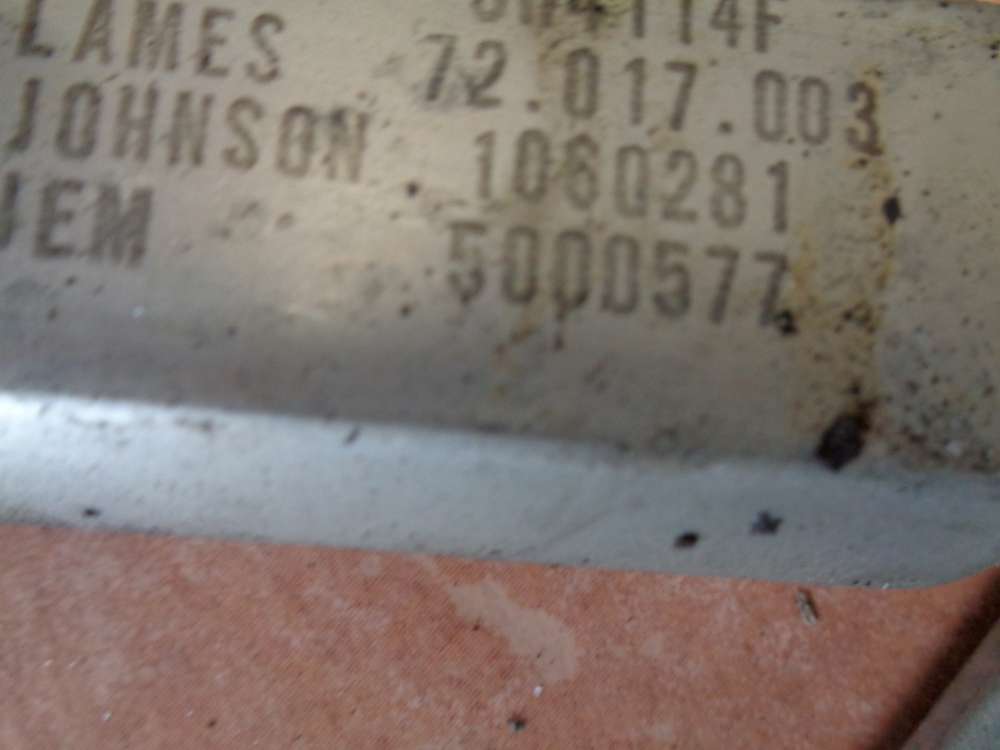 LAMES 72.017.003
JOHNSON 1060281
JEM 5000577